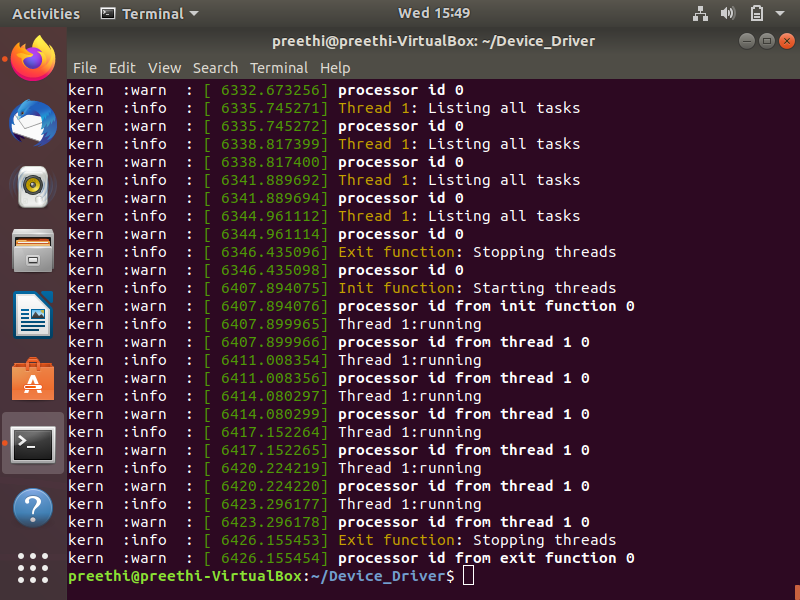 Activities Terminal Wed 15:49
preethi@preethi-VirtualBox: ~/Device_Driver
File Edit View Search Terminal Help
kern  :warn  : [ 6332.673256] processor id 0
kern  :info  : [ 6335.745271] Thread 1: Listing all tasks
kern  :warn  : [ 6335.745272] processor id 0
kern  :info  : [ 6338.817399] Thread 1: Listing all tasks
kern  :warn  : [ 6338.817400] processor id 0
kern  :info  : [ 6341.889692] Thread 1: Listing all tasks
kern  :warn  : [ 6341.889694] processor id 0
kern  :info  : [ 6344.961112] Thread 1: Listing all tasks
kern  :warn  : [ 6344.961114] processor id 0
kern  :info  : [ 6346.435096] Exit function: Stopping threads
kern  :warn  : [ 6346.435098] processor id 0
kern  :info  : [ 6407.894075] Init function: Starting threads
kern  :warn  : [ 6407.894076] processor id from init function 0
kern  :info  : [ 6407.899965] Thread 1:running
kern  :warn  : [ 6407.899966] processor id from thread 1 0
kern  :info  : [ 6411.008354] Thread 1:running
kern  :warn  : [ 6411.008356] processor id from thread 1 0
kern  :info  : [ 6414.080297] Thread 1:running
kern  :warn  : [ 6414.080299] processor id from thread 1 0
kern  :info  : [ 6417.152264] Thread 1:running
kern  :warn  : [ 6417.152265] processor id from thread 1 0
kern  :info  : [ 6420.224219] Thread 1:running
kern  :warn  : [ 6420.224220] processor id from thread 1 0
kern  :info  : [ 6423.296177] Thread 1:running
kern  :warn  : [ 6423.296178] processor id from thread 1 0
kern  :info  : [ 6426.155453] Exit function: Stopping threads
kern  :warn  : [ 6426.155454] processor id from exit function 0
preethi@preethi-VirtualBox:~/Device_Driver$